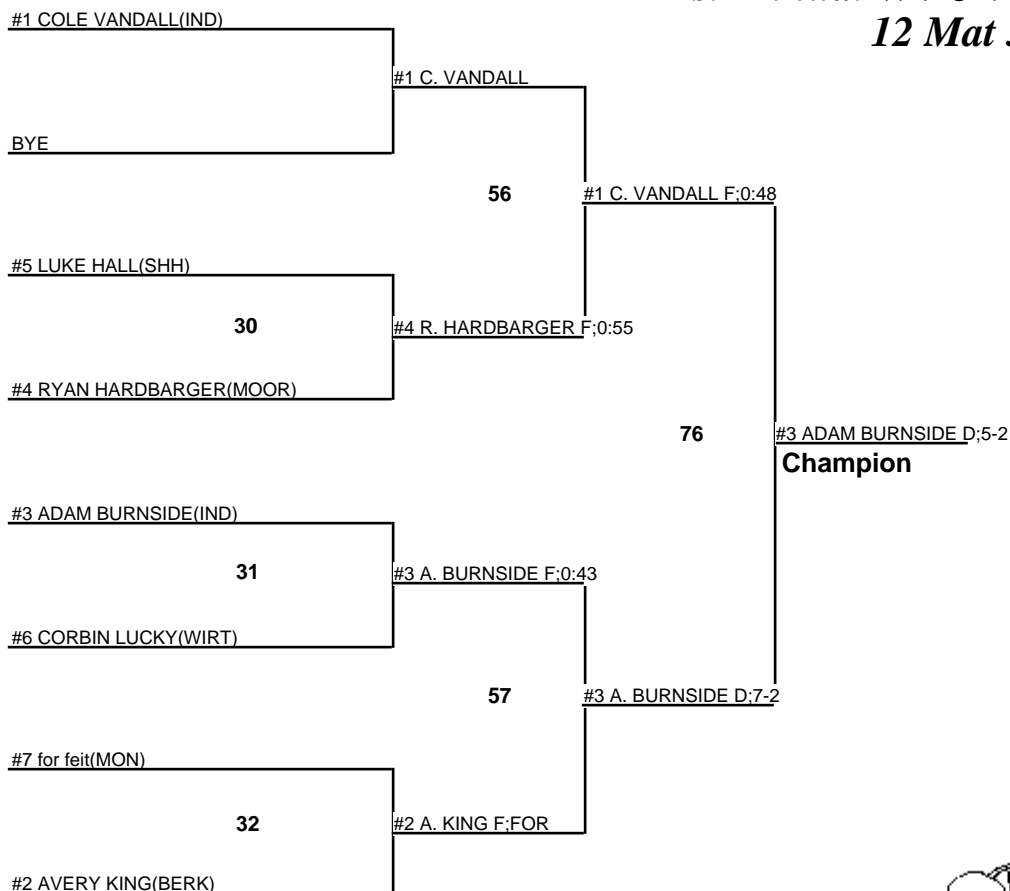 12 Mat
#1 COLE VANDALL(IND)
#1 C. VANDALL
BYE
56
#1 C. VANDALL F;0:48
#5 LUKE HALL(SHH)
30
#4 R. HARDBARGER F;0:55
#4 RYAN HARDBARGER(MOOR)
76
#3 ADAM BURNSIDE D;5-2
Champion
#3 ADAM BURNSIDE(IND)
31
#3 A. BURNSIDE F;0:43
#6 CORBIN LUCKY(WIRT)
57
#3 A. BURNSIDE D;7-2
#7 for feit(MON)
32
#2 A. KING F;FOR
#2 AVERY KING(BERK)